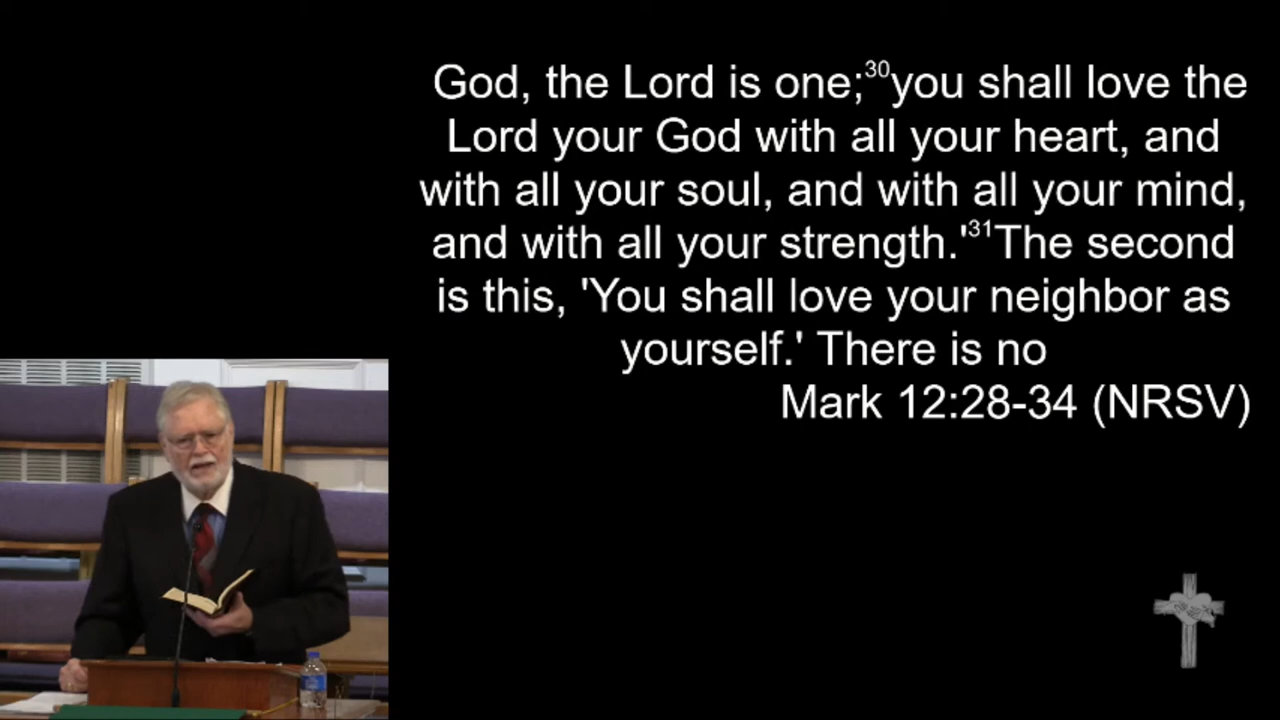 God, the Lord is one;³⁰you shall love the
Lord your God with all your heart, and
with all your soul, and with all your mind,
and with all your strength.'³¹The second
is this, 'You shall love your neighbor as
yourself.' There is no
Mark 12:28-34 (NRSV)